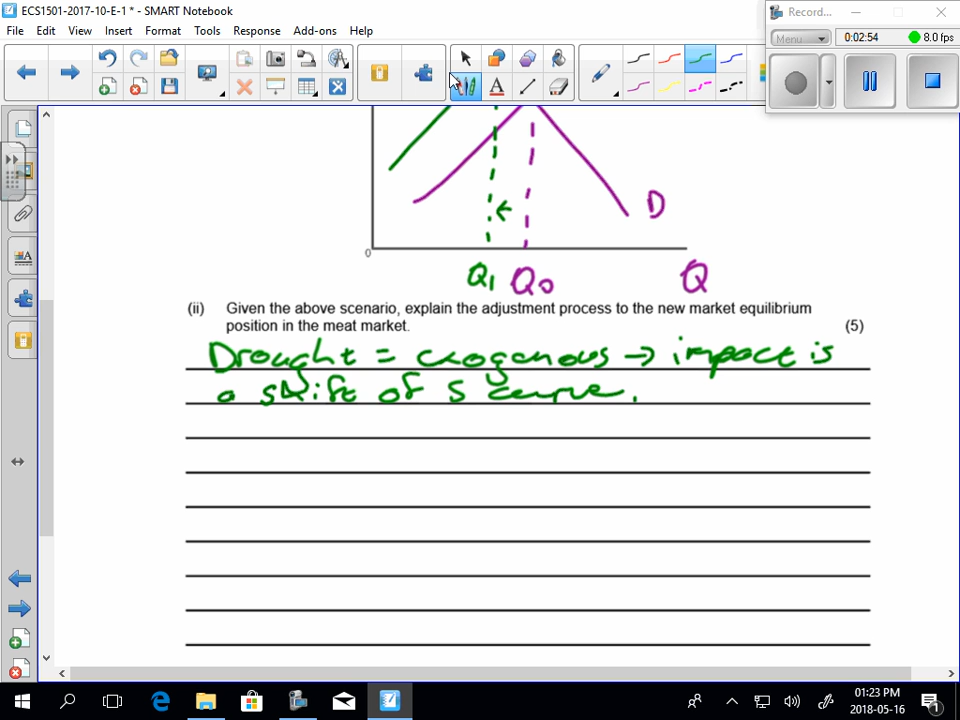 ECS1501-2017-10-E-1 * - SMART Notebook
Record...
File Edit View Insert Format Tools Response Add-ons Help
Menu 0:02:54 8.0 fps
D
0
Q1 Q0 Q
(ii) Given the above scenario, explain the adjustment process to the new market equilibrium
position in the meat market. (5)
Drought = exogenous → impact is
a shift of S curve.
01:23 PM
2018-05-16
1